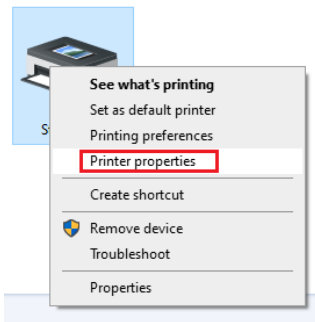 See what's printing
Set as default printer
Printing preferences
Printer properties
Create shortcut
Remove device
Troubleshoot
Properties